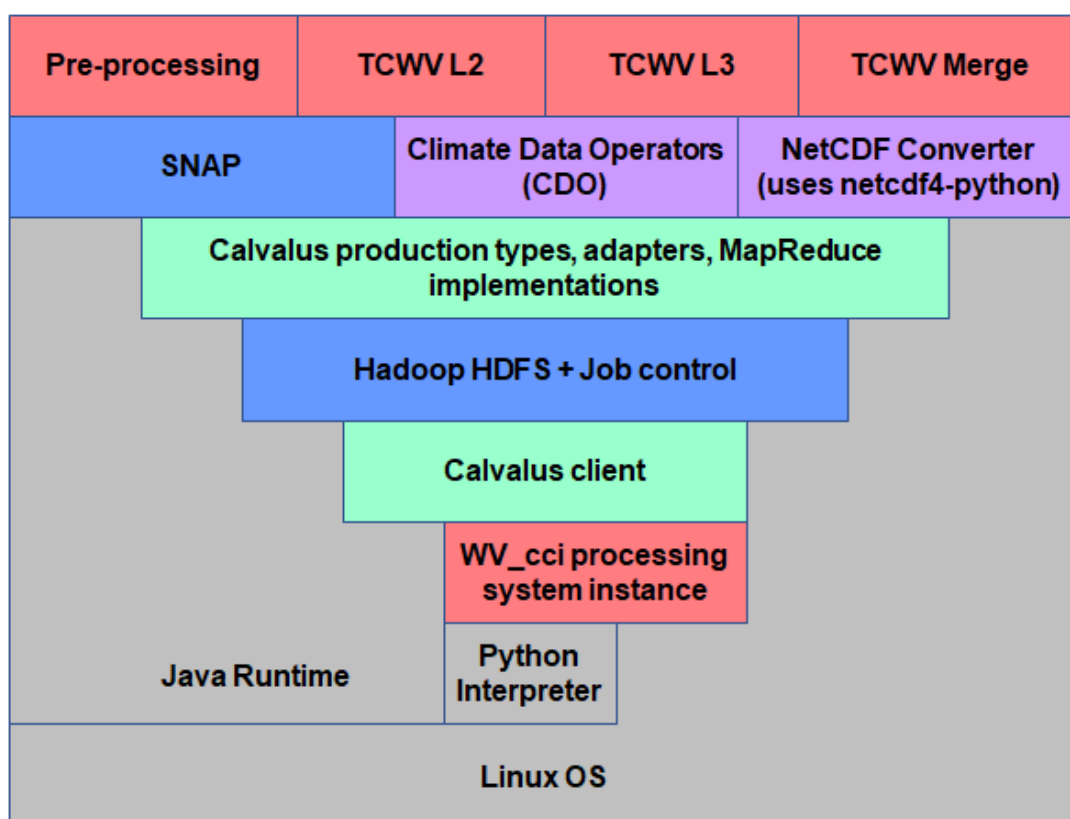 Pre-processing
TCWV L2
TCWV L3
TCWV Merge
SNAP
Climate Data Operators
(CDO)
NetCDF Converter
(uses netcdf4-python)
Calvalus production types, adapters, MapReduce
implementations
Hadoop HDFS + Job control
Calvalus client
WV_cci processing
system instance
Java Runtime
Python
Interpreter
Linux OS